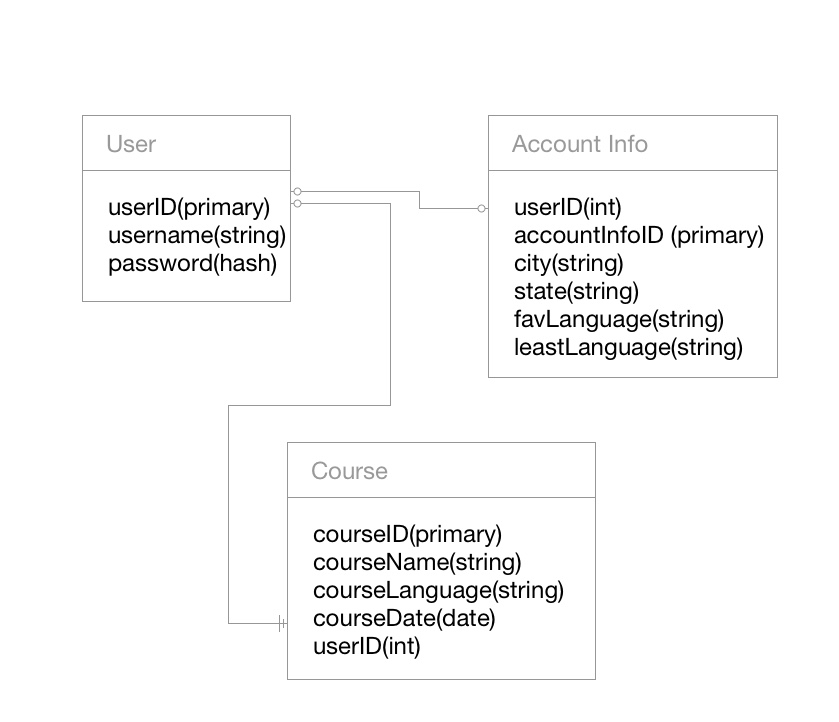 User
userID(primary)
username(string)
password(hash)
Account Info
userID(int)
accountInfoID (primary)
city(string)
state(string)
favLanguage(string)
leastLanguage(string)
Course
courseID(primary)
courseName(string)
courseLanguage(string)
courseDate(date)
userID(int)